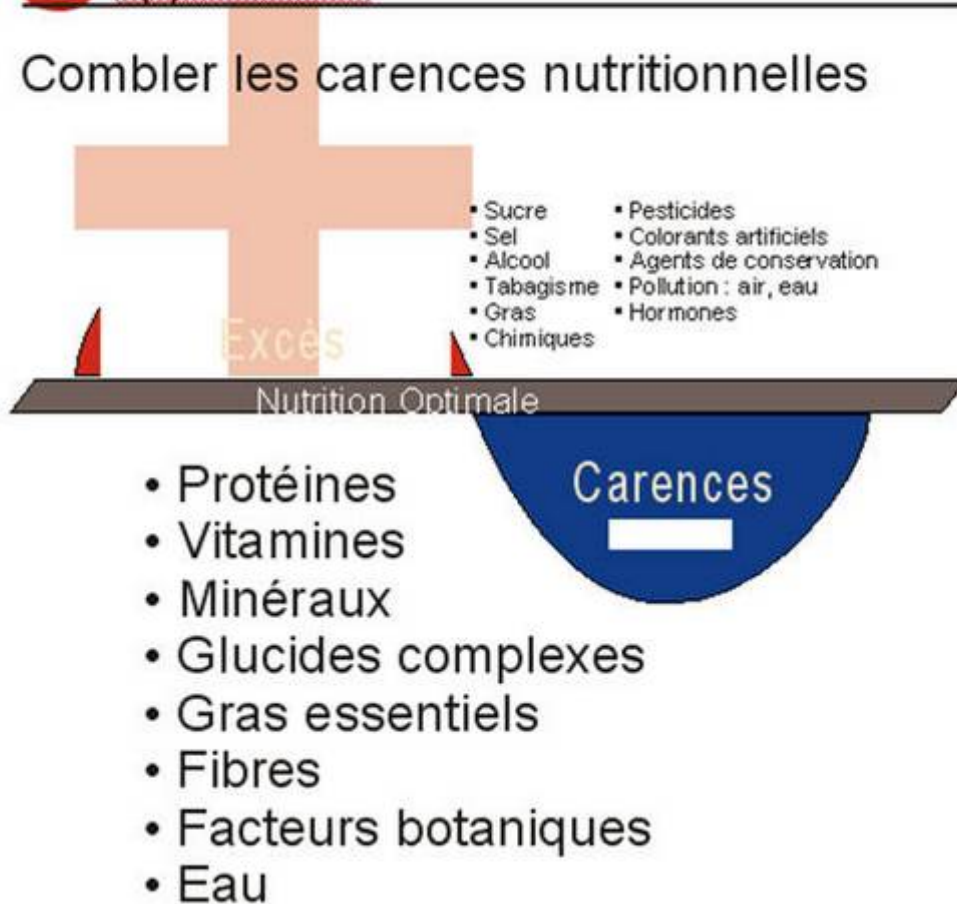 Combler les carences nutritionnelles
▪ Sucre
▪ Sel
▪ Alcool
▪ Tabagisme
▪ Gras
▪ Chimiques
▪ Pesticides
▪ Colorants artificiels
▪ Agents de conservation
▪ Pollution : air, eau
▪ Hormones
Excès
Nutrition Optimale
Carences
• Protéines
• Vitamines
• Minéraux
• Glucides complexes
• Gras essentiels
• Fibres
• Facteurs botaniques
• Eau